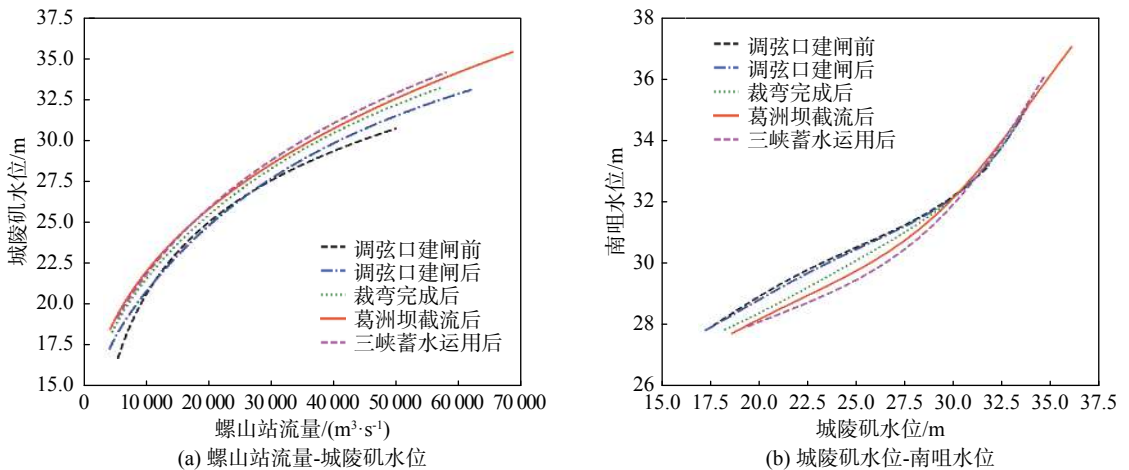 城陵矶水位/m
37.5
35.0
32.5
30.0
27.5
25.0
22.5
20.0
17.5
15.0
调弦口建闸前
调弦口建闸后
裁弯完成后
葛洲坝截流后
三峡蓄水运用后
0 10 000 20 000 30 000 40 000 50 000 60 000 70 000
螺山站流量/(m³·s⁻¹)
(a) 螺山站流量-城陵矶水位
南咀水位/m
38
36
34
32
30
28
26
调弦口建闸前
调弦口建闸后
裁弯完成后
葛洲坝截流后
三峡蓄水运用后
15.0 17.5 20.0 22.5 25.0 27.5 30.0 32.5 35.0 37.5
城陵矶水位/m
(b) 城陵矶水位-南咀水位